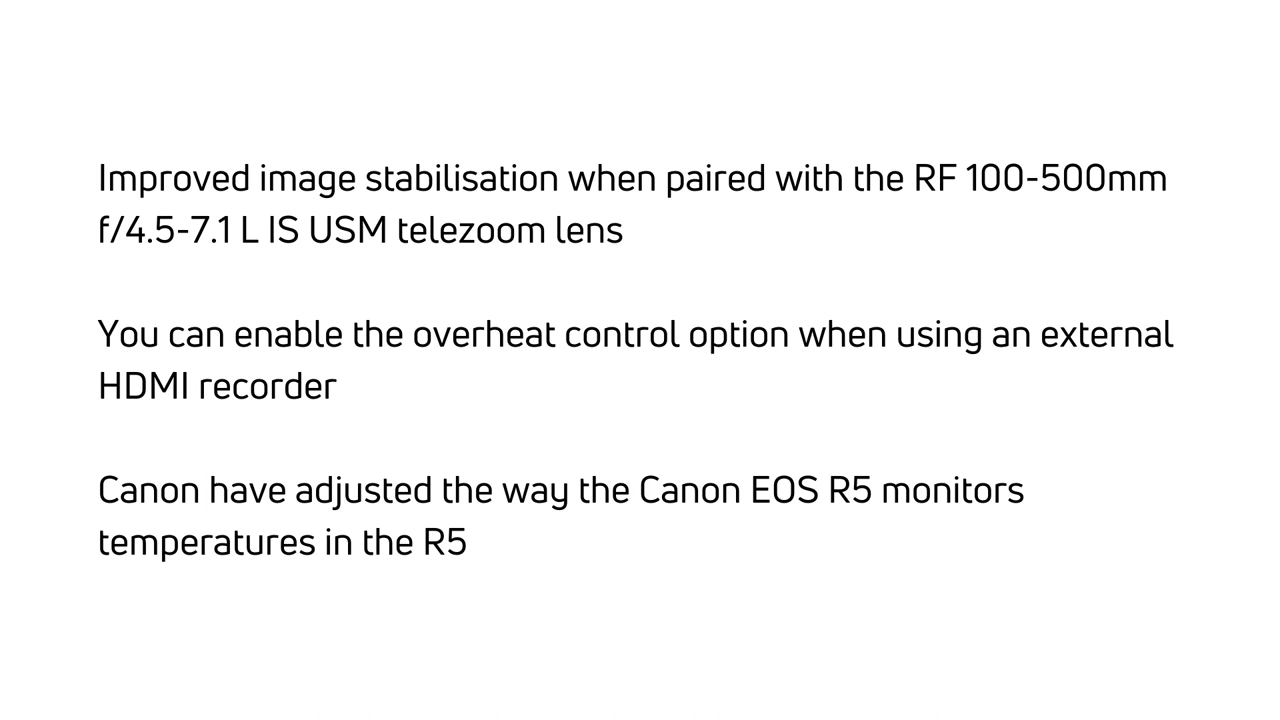 Improved image stabilisation when paired with the RF 100-500mm
f/4.5-7.1 L IS USM telezoom lens
You can enable the overheat control option when using an external
HDMI recorder
Canon have adjusted the way the Canon EOS R5 monitors
temperatures in the R5